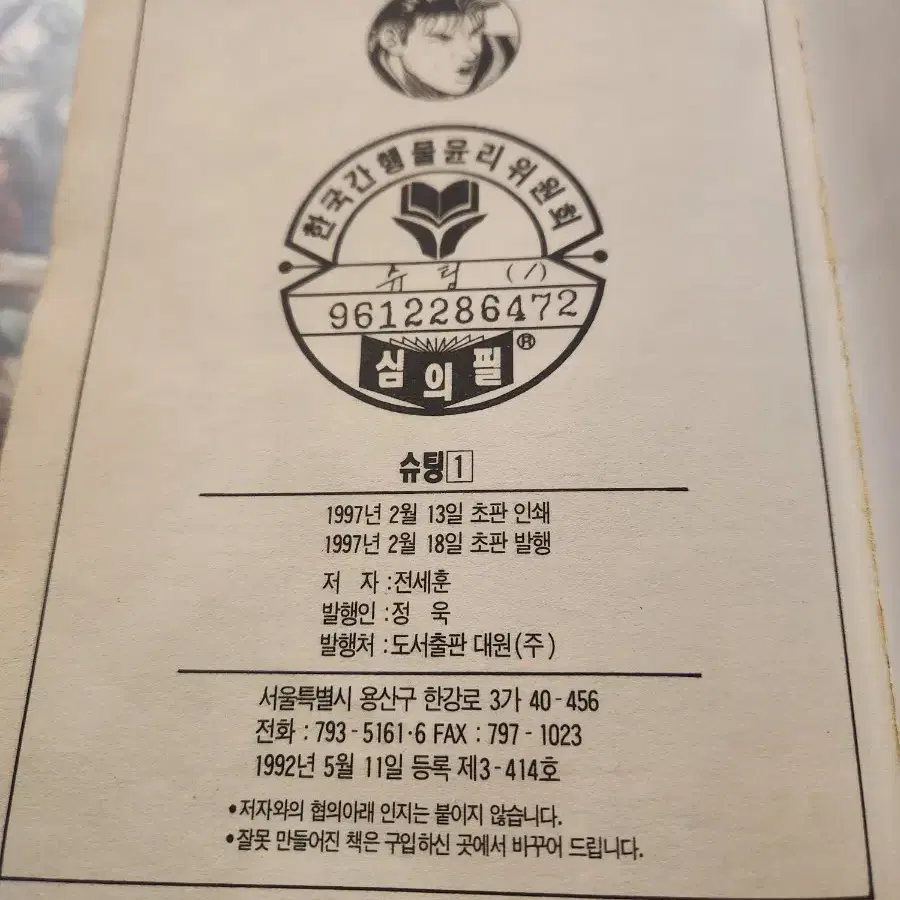 한국간행물윤리위원회
슈팅 (1)
9612286472
심의필®
슈팅 1
1997년 2월 13일 초판 인쇄
1997년 2월 18일 초판 발행
저 자 : 전세훈
발행인 : 정 욱
발행처 : 도서출판 대원(주)
서울특별시 용산구 한강로 3가 40-456
전화 : 793-5161·6 FAX : 797-1023
1992년 5월 11일 등록 제3-414호
•저자와의 협의아래 인지는 붙이지 않습니다.
•잘못 만들어진 책은 구입하신 곳에서 바꾸어 드립니다.